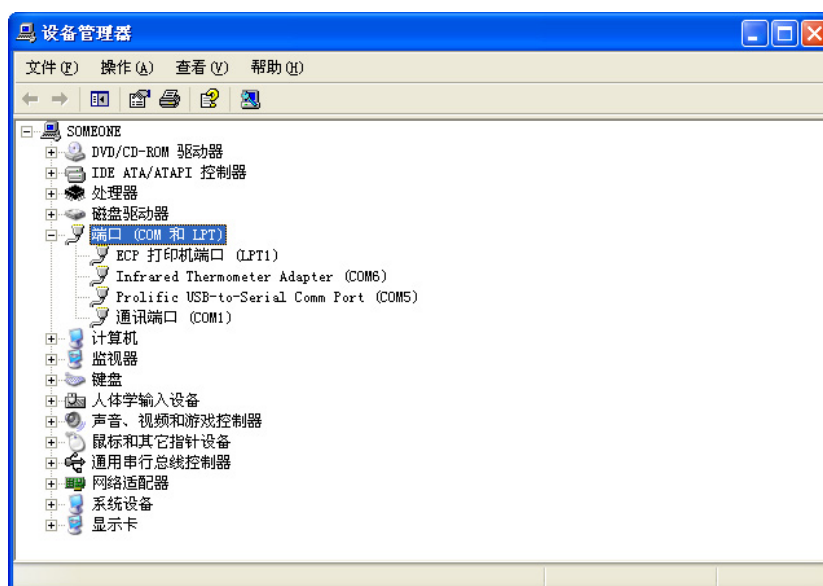 设备管理器
文件(F) 操作(A) 查看(V) 帮助(H)
SOMEONE
DVD/CD-ROM 驱动器
IDE ATA/ATAPI 控制器
处理器
磁盘驱动器
端口 (COM 和 LPT)
ECP 打印机端口 (LPT1)
Infrared Thermometer Adapter (COM6)
Prolific USB-to-Serial Comm Port (COM5)
通讯端口 (COM1)
计算机
监视器
键盘
人体学输入设备
声音、视频和游戏控制器
鼠标和其它指针设备
通用串行总线控制器
网络适配器
系统设备
显示卡